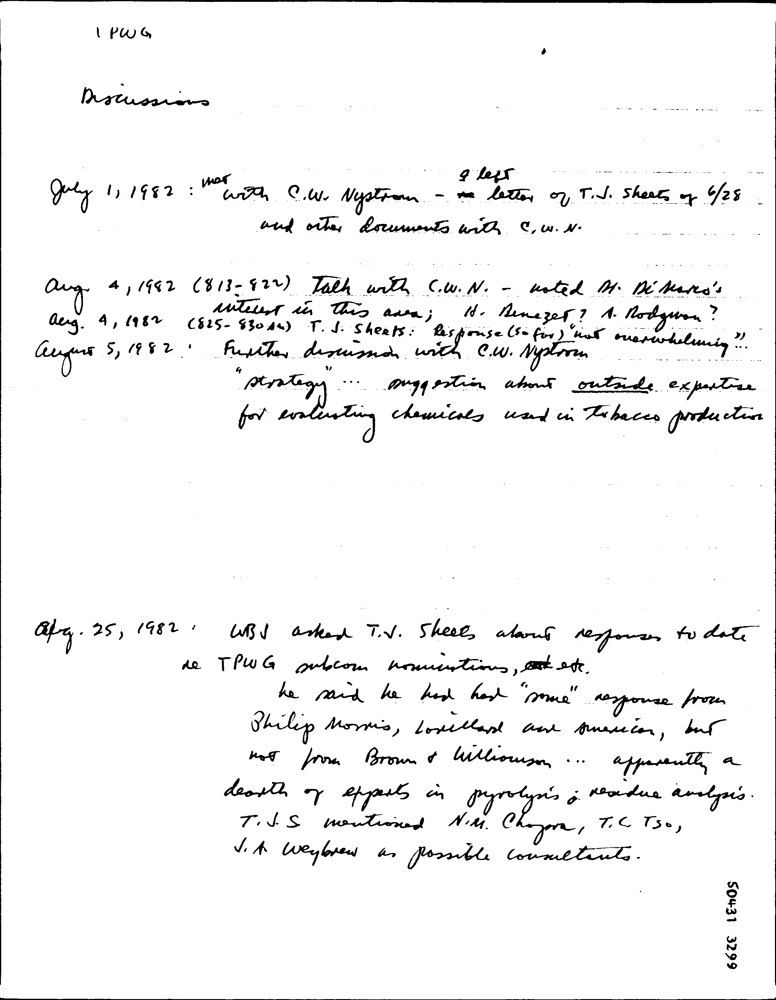 TPWG
Discussions
July 1, 1982 : met with C.W. Nystrom - & left letter of T.J. Sheets of 6/28
and other documents with C.W.N.
Aug. 4, 1982 (813-822) Talk with C.W.N. - noted M. DiMarco's
interest in this area; H. Benezet? A. Rodgman?
Aug. 4, 1982 (825-830 AM) T.J. Sheets: Response (so far) "not overwhelming"!!
August 5, 1982 : Further discussion with C.W. Nystrom
"strategy" ... suggestion about outside expertise
for evaluating chemicals used in tobacco production
Aug. 25, 1982 : WBJ asked T.J. Sheets about responses to date
re TPWG subcom nominations, etc.
he said he had had "some" response from
Philip Morris, Lorillard and American, but
not from Brown & Williamson ... apparently a
dearth of experts in pyrolysis & residue analysis.
T.J.S mentioned N.M. Chopra, T.C. Tso,
J.A. Weybrew as possible consultants.
50431 3299